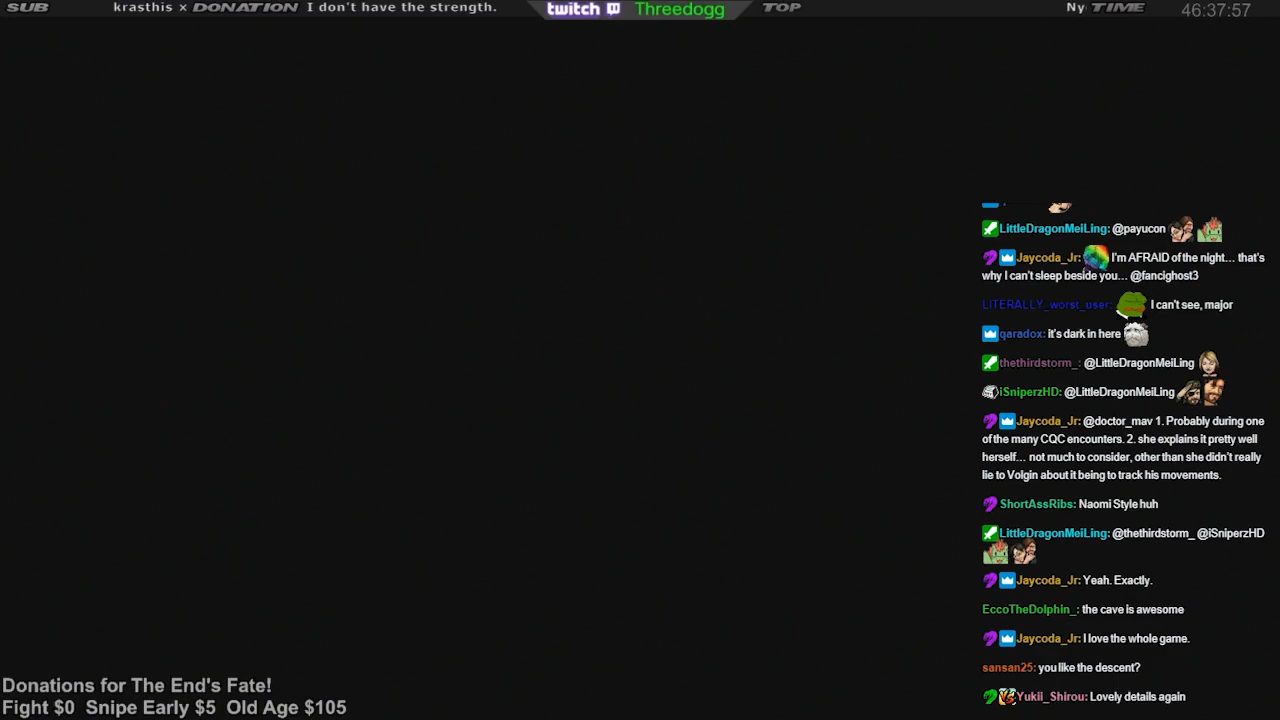 SUB krasthis × DONATION I don't have the strength. twitch Threedogg TOP Ny TIME 46:37:57
LittleDragonMeiLing: @payucon
Jaycoda_Jr: I'm AFRAID of the night... that's
why I can't sleep beside you... @fancighost3
LITERALLY_worst_user: I can't see, major
qaradox: it's dark in here
thethirdstorm_: @LittleDragonMeiLing
iSniperzHD: @LittleDragonMeiLing
Jaycoda_Jr: @doctor_mav 1. Probably during one
of the many CQC encounters. 2. she explains it pretty well
herself... not much to consider, other than she didn't really
lie to Volgin about it being to track his movements.
ShortAssRibs: Naomi Style huh
LittleDragonMeiLing: @thethirdstorm_ @iSniperzHD
Jaycoda_Jr: Yeah. Exactly.
EccoTheDolphin_: the cave is awesome
Jaycoda_Jr: I love the whole game.
sansan25: you like the descent?
Yukii_Shirou: Lovely details again
Donations for The End's Fate!
Fight $0 Snipe Early $5 Old Age $105